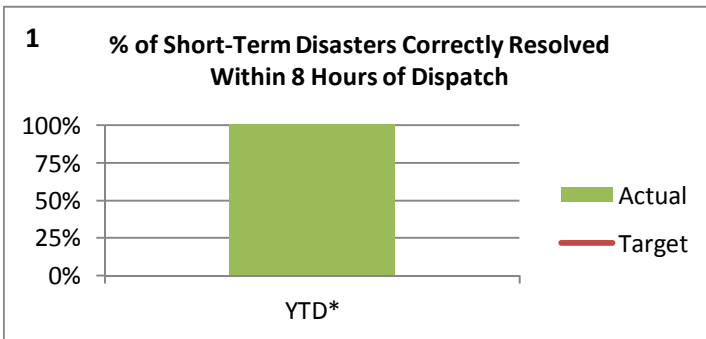 1
% of Short-Term Disasters Correctly Resolved
Within 8 Hours of Dispatch
100%
75%
50%
25%
0%
YTD*
Actual
Target